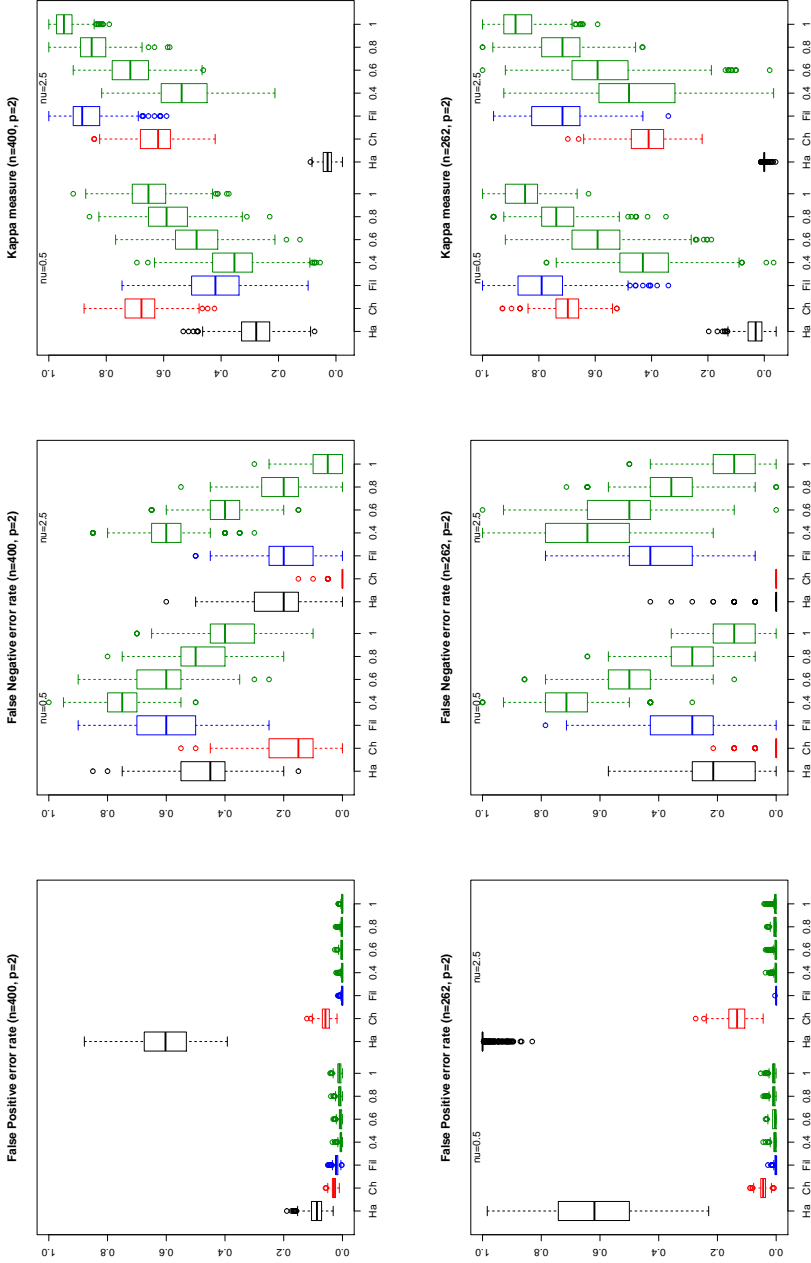 False Positive error rate (n=400, p=2)
1.0
0.8
0.6
0.4
0.2
0.0
Ha Ch Fil 0.4 0.6 0.8 1 Ha Ch Fil 0.4 0.6 0.8 1
False Negative error rate (n=400, p=2)
nu=0.5 nu=2.5
1.0
0.8
0.6
0.4
0.2
0.0
Ha Ch Fil 0.4 0.6 0.8 1 Ha Ch Fil 0.4 0.6 0.8 1
Kappa measure (n=400, p=2)
nu=0.5 nu=2.5
1.0
0.8
0.6
0.4
0.2
0.0
Ha Ch Fil 0.4 0.6 0.8 1 Ha Ch Fil 0.4 0.6 0.8 1
False Positive error rate (n=262, p=2)
nu=0.5 nu=2.5
1.0
0.8
0.6
0.4
0.2
0.0
Ha Ch Fil 0.4 0.6 0.8 1 Ha Ch Fil 0.4 0.6 0.8 1
False Negative error rate (n=262, p=2)
nu=0.5 nu=2.5
1.0
0.8
0.6
0.4
0.2
0.0
Ha Ch Fil 0.4 0.6 0.8 1 Ha Ch Fil 0.4 0.6 0.8 1
Kappa measure (n=262, p=2)
nu=0.5 nu=2.5
1.0
0.8
0.6
0.4
0.2
0.0
Ha Ch Fil 0.4 0.6 0.8 1 Ha Ch Fil 0.4 0.6 0.8 1